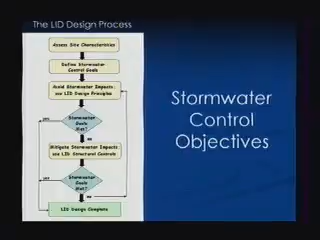 The LID Design Process
Assess Site Characteristics
Define Stormwater
Control Goals
Avoid Stormwater Impacts:
use LID Design Principles
Stormwater
Goals
Met?
yes
no
Mitigate Stormwater Impacts
use LID Structural Controls
Stormwater
Goals
Met?
yes
no
LID Design Complete
Stormwater
Control
Objectives